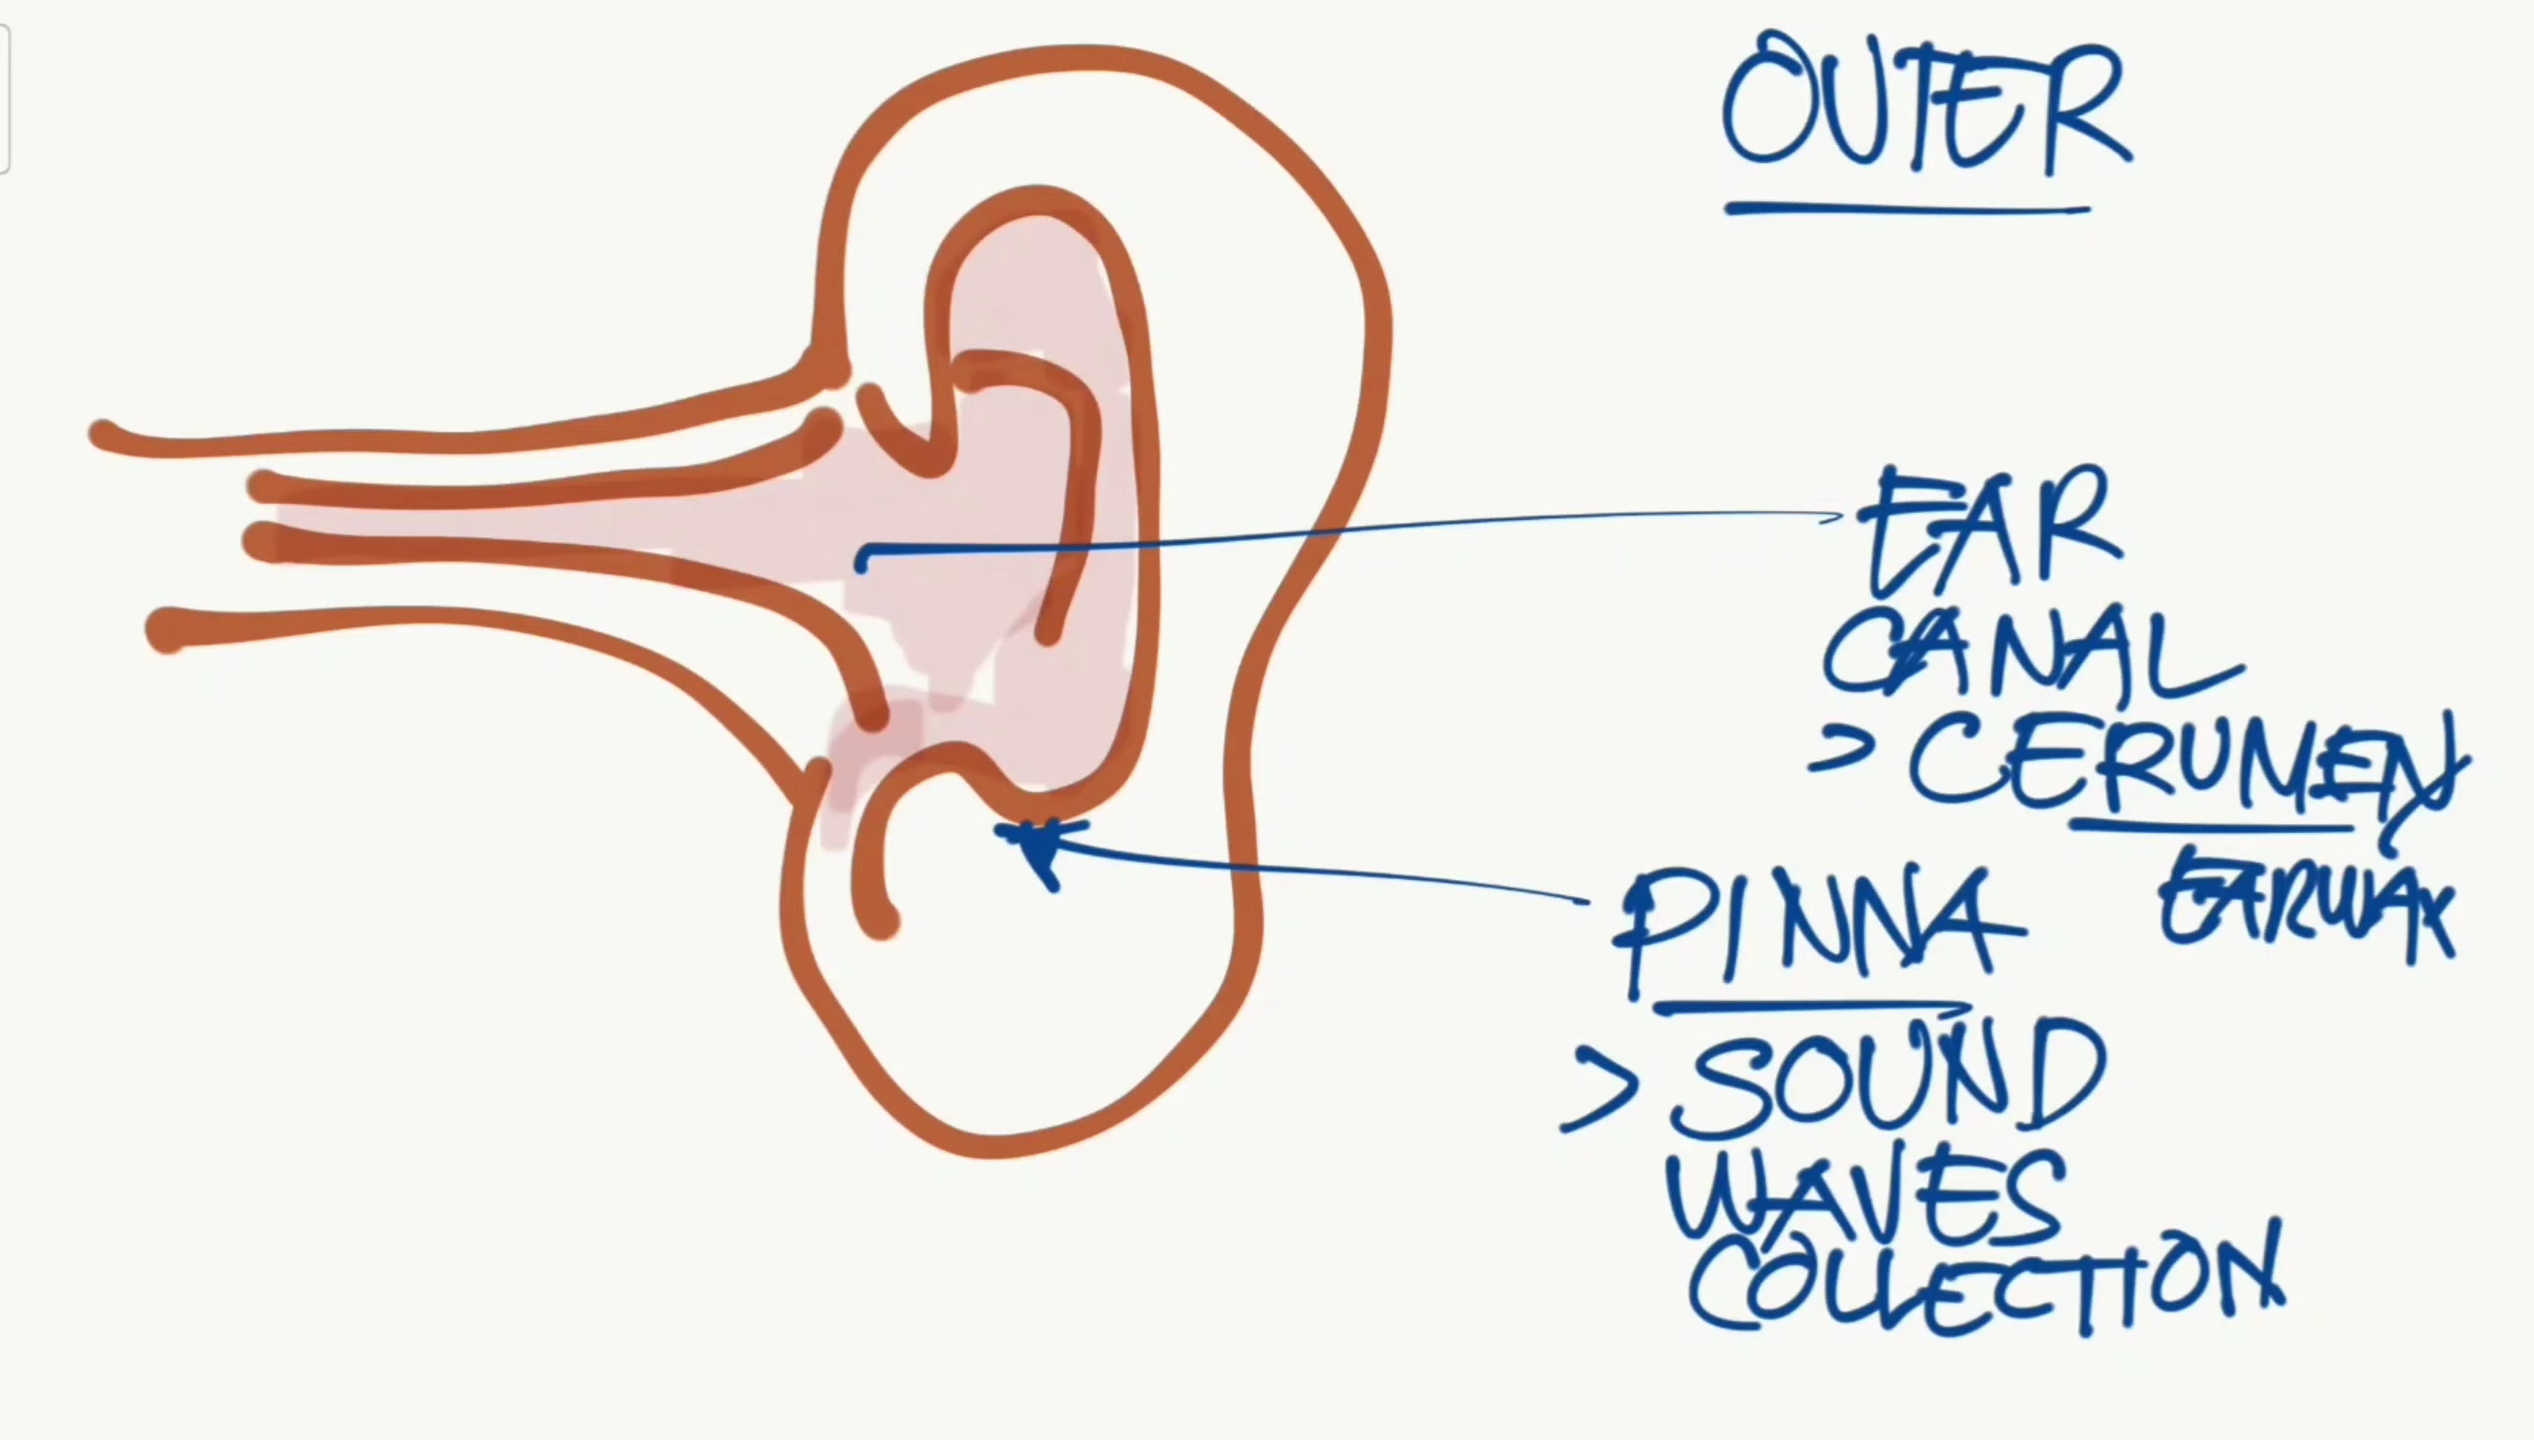 OUTER
EAR
CANAL
> CERUMEN
EARWAX
PINNA
> SOUND
WAVES
COLLECTION